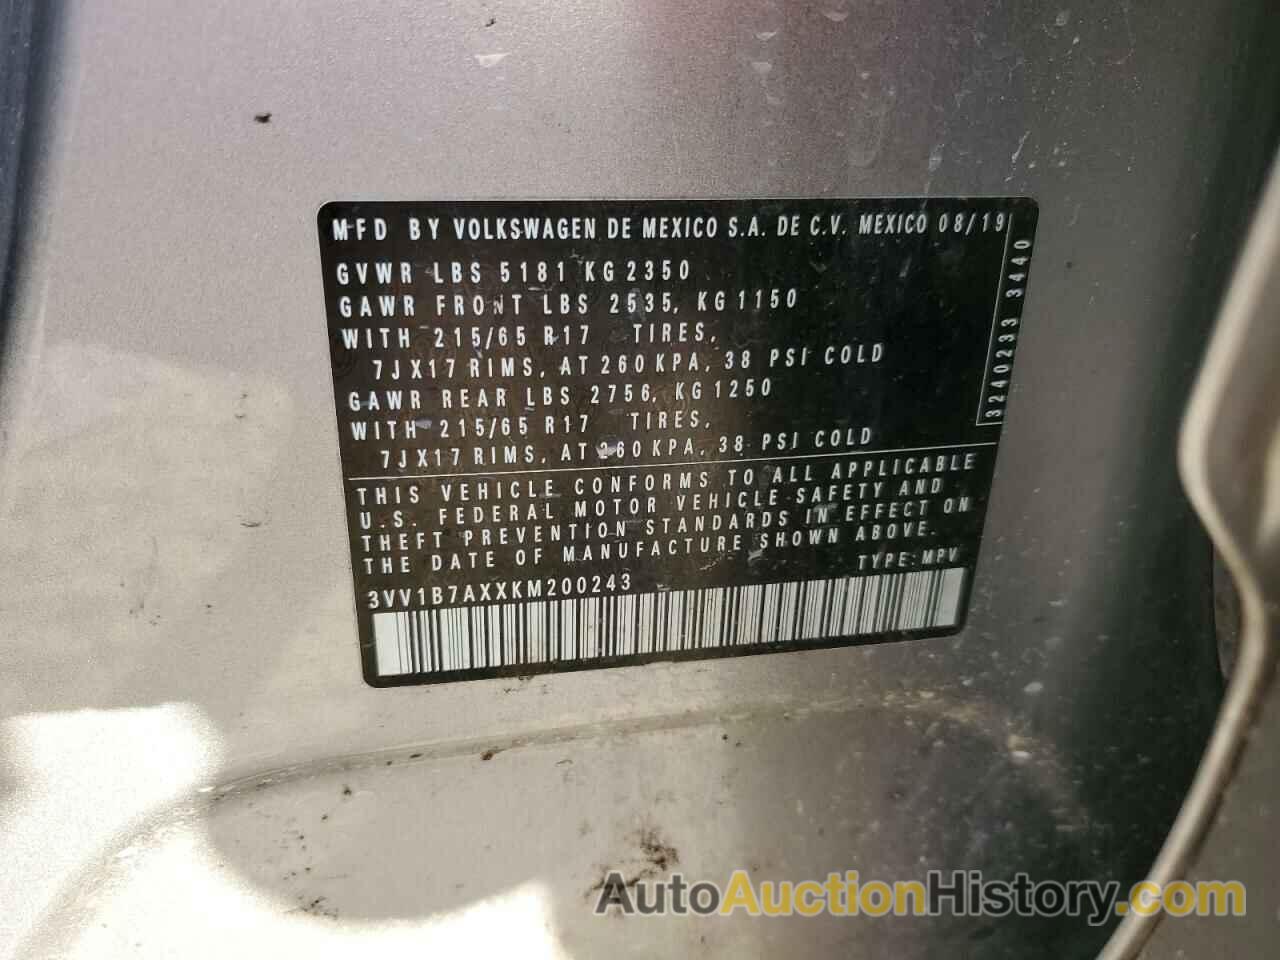 MFD BY VOLKSWAGEN DE MEXICO S.A. DE C.V. MEXICO 08/19
GVWR LBS 5181 KG 2350
GAWR FRONT LBS 2535, KG 1150
WITH 215/65 R17 TIRES,
7JX17 RIMS, AT 260 KPA, 38 PSI COLD
GAWR REAR LBS 2756, KG 1250
WITH 215/65 R17 TIRES,
7JX17 RIMS, AT 260 KPA, 38 PSI COLD
3240233 3440
THIS VEHICLE CONFORMS TO ALL APPLICABLE
U.S. FEDERAL MOTOR VEHICLE SAFETY AND
THEFT PREVENTION STANDARDS IN EFFECT ON
THE DATE OF MANUFACTURE SHOWN ABOVE.
TYPE: MPV
3VV1B7AXXKM200243
AutoAuctionHistory.com